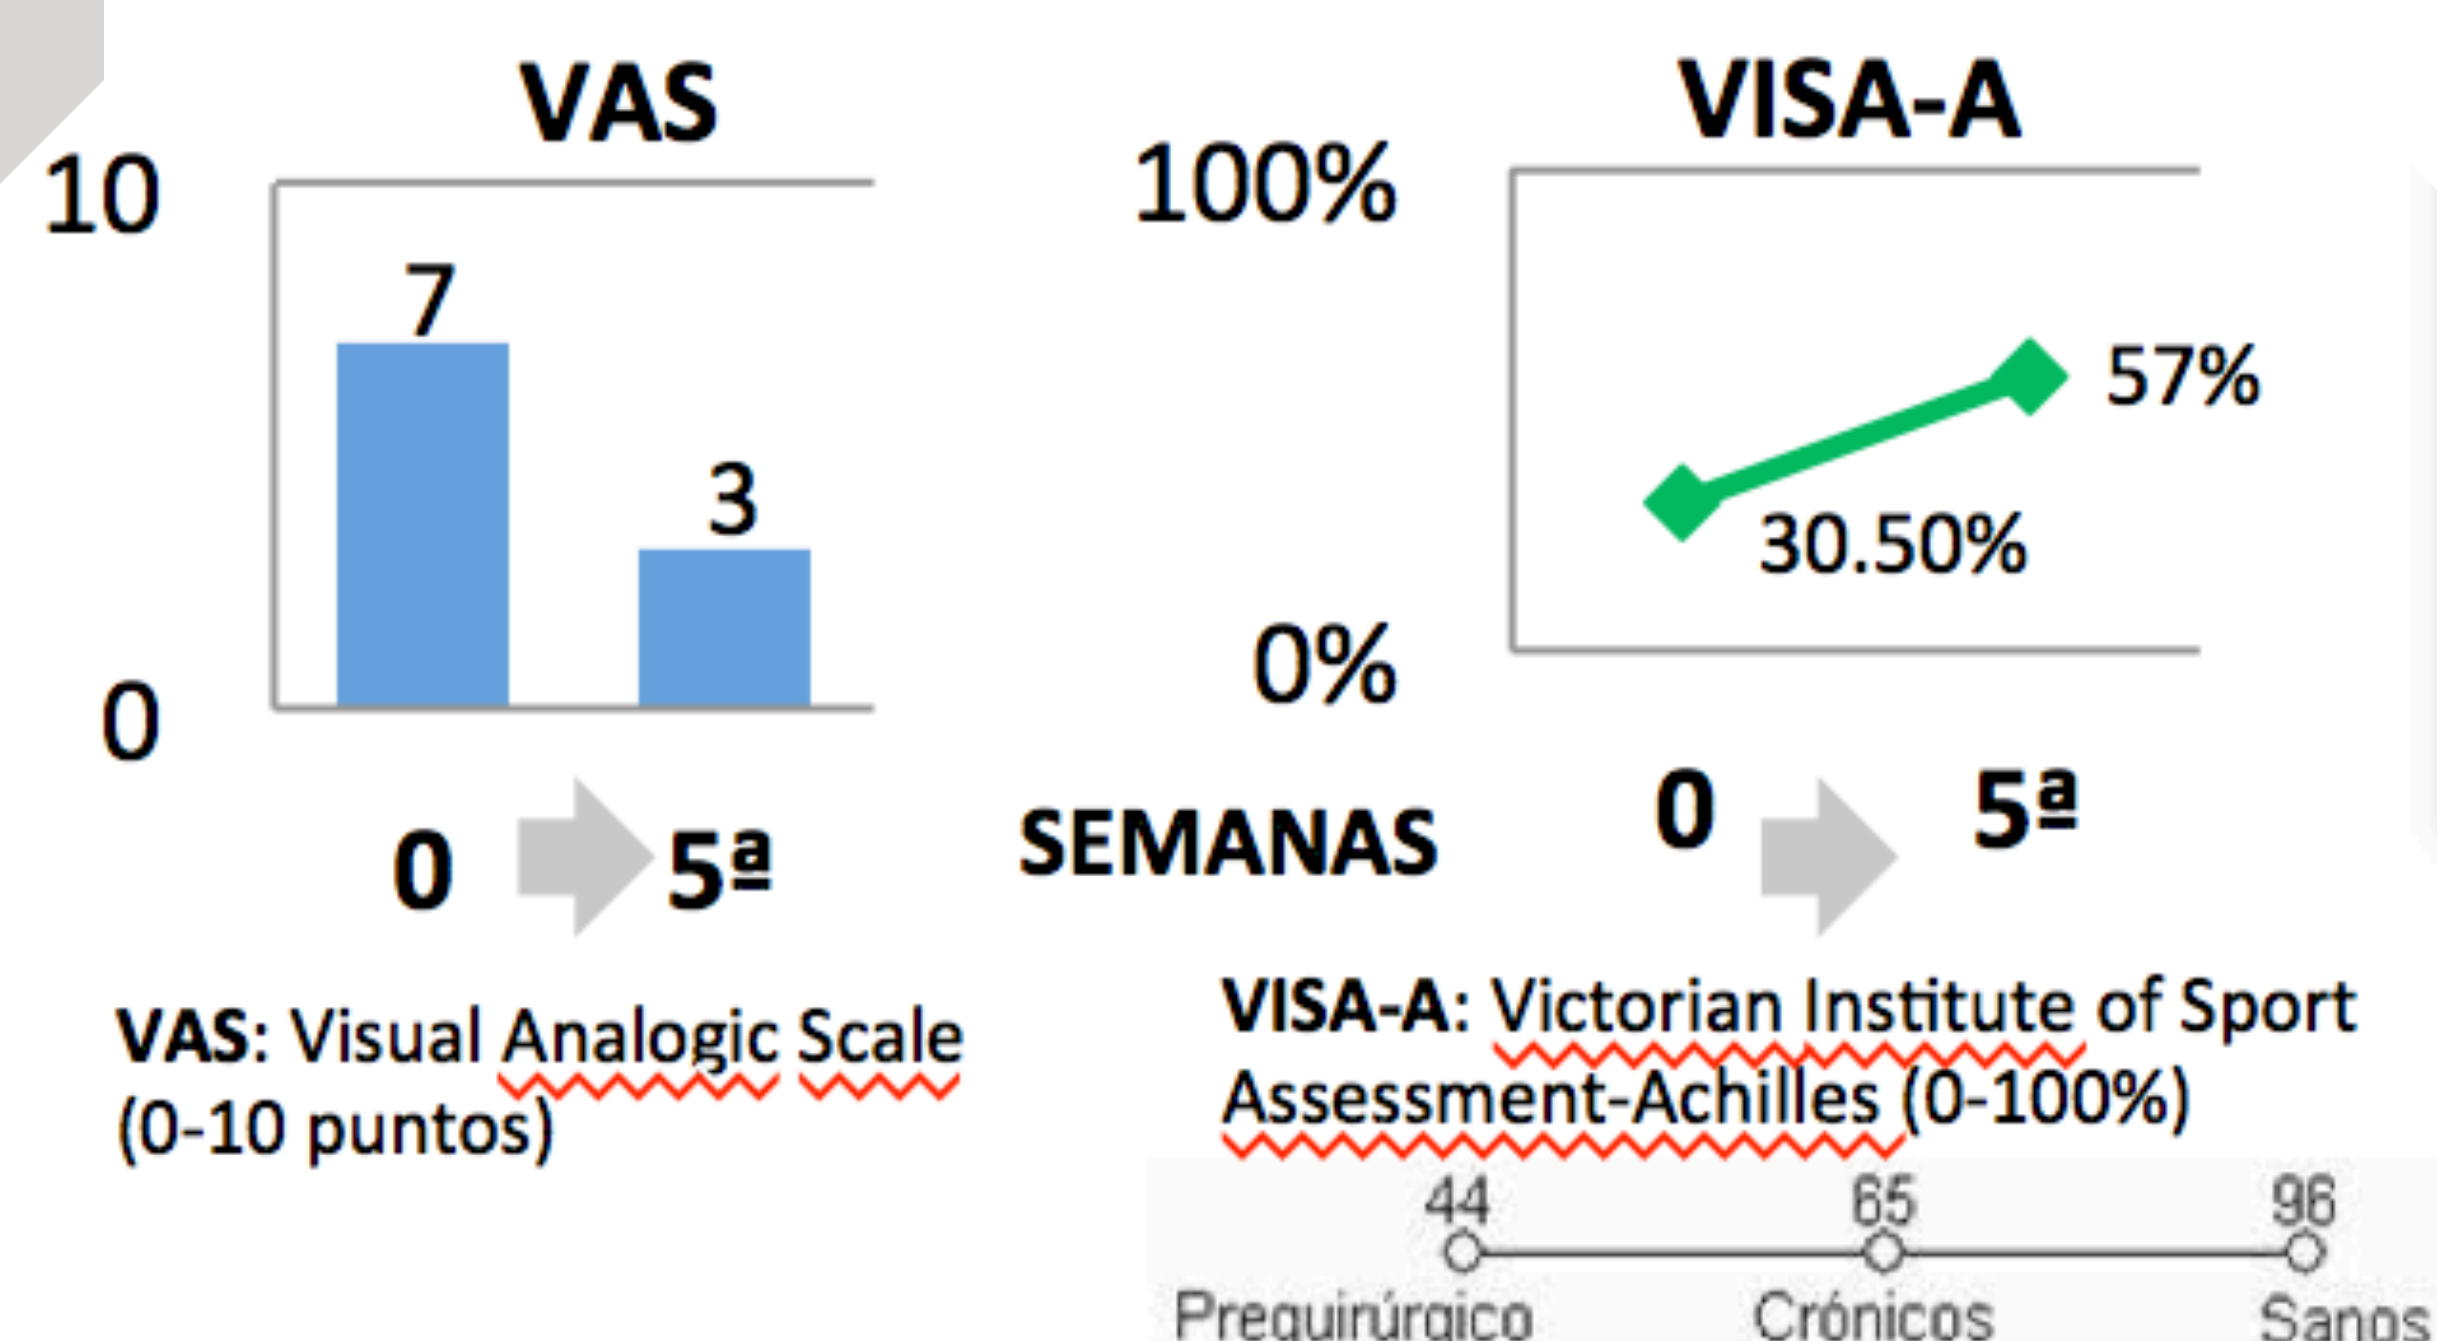 VAS
10
7
3
0
0
5ª
VAS: Visual Analogic Scale
(0-10 puntos)
SEMANAS
VISA-A
100%
57%
30.50%
0%
0
5ª
VISA-A: Victorian Institute of Sport
Assessment-Achilles (0-100%)
44
65
96
Prequirúrgico
Crónicos
Sanos